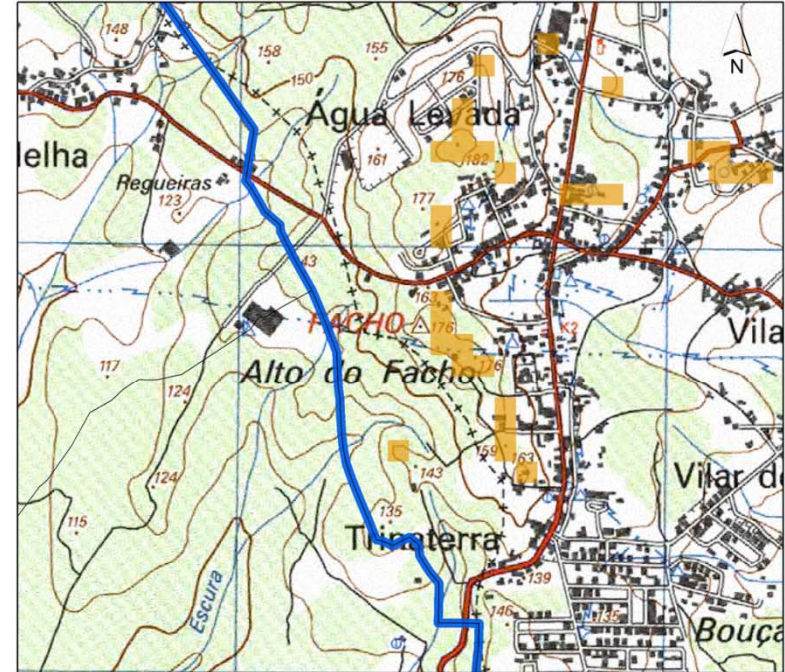 148
158
155
176
N
150
Água Levada
lelha
161
182
Regueiras
123
177
43
163
FACHO
176
K2
Vila
117
Alto do Facho
176
124
159
163
143
Vilar de
124
115
135
Trinaterra
139
Escura
146
135
Bouça